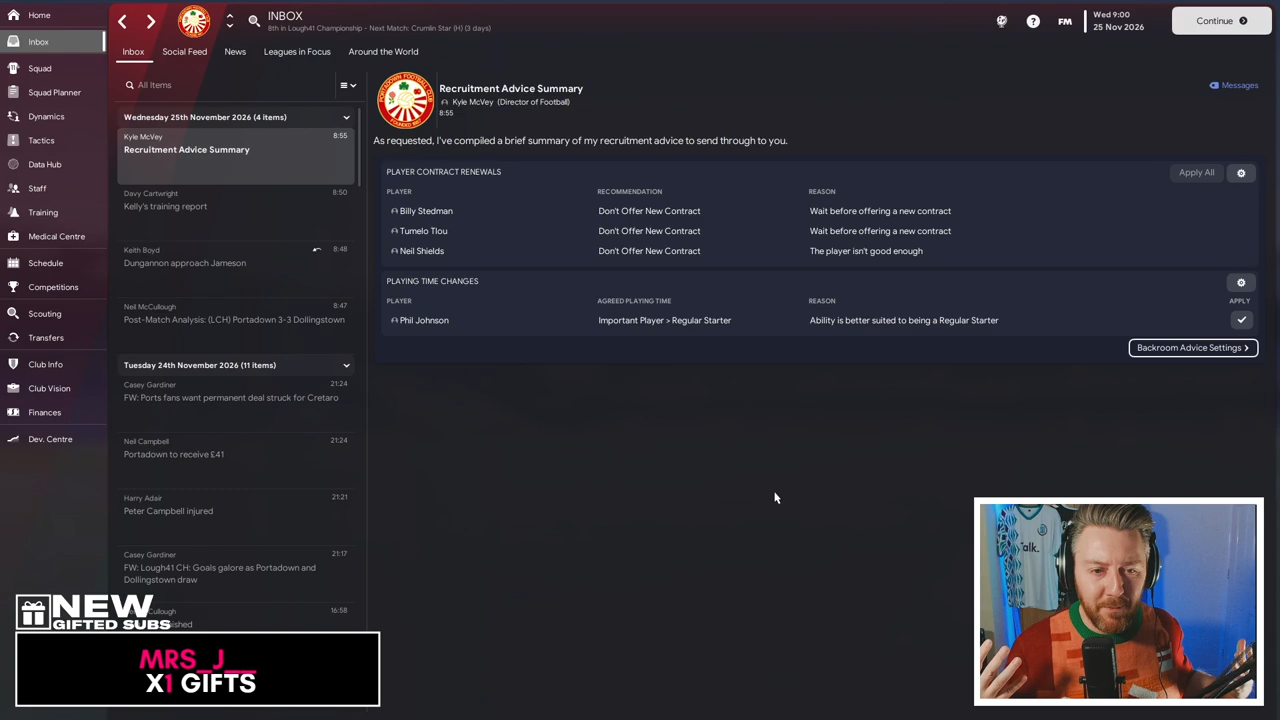 Home
Inbox
Squad
Squad Planner
Dynamics
Tactics
Data Hub
Staff
Training
Medical Centre
Schedule
Competitions
Scouting
Transfers
Club Info
Club Vision
Finances
Dev. Centre
INBOX
8th in Lough41 Championship - Next Match: Crumlin Star (H) (3 days)
FM
Wed 9:00
25 Nov 2026
Continue
Inbox
Social Feed
News
Leagues in Focus
Around the World
All Items
Wednesday 25th November 2026 (4 items)
Kyle McVey
8:55
Recruitment Advice Summary
Davy Cartwright
8:50
Kelly's training report
Keith Boyd
8:48
Dungannon approach Jameson
Neil McCullough
8:47
Post-Match Analysis: (LCH) Portadown 3-3 Dollingstown
Tuesday 24th November 2026 (11 items)
Casey Gardiner
21:24
FW: Ports fans want permanent deal struck for Cretaro
Neil Campbell
21:24
Portadown to receive £41
Harry Adair
21:21
Peter Campbell injured
Casey Gardiner
21:17
FW: Lough41 CH: Goals galore as Portadown and
Dollingstown draw
16:58
Recruitment Advice Summary
Kyle McVey (Director of Football)
8:55
Messages
As requested, I've compiled a brief summary of my recruitment advice to send through to you.
PLAYER CONTRACT RENEWALS
Apply All
PLAYER
RECOMMENDATION
REASON
Billy Stedman
Don't Offer New Contract
Wait before offering a new contract
Tumelo Tlou
Don't Offer New Contract
Wait before offering a new contract
Neil Shields
Don't Offer New Contract
The player isn't good enough
PLAYING TIME CHANGES
PLAYER
AGREED PLAYING TIME
REASON
APPLY
Phil Johnson
Important Player > Regular Starter
Ability is better suited to being a Regular Starter
Backroom Advice Settings >
NEW
GIFTED SUBS
MRS_J__
X1 GIFTS